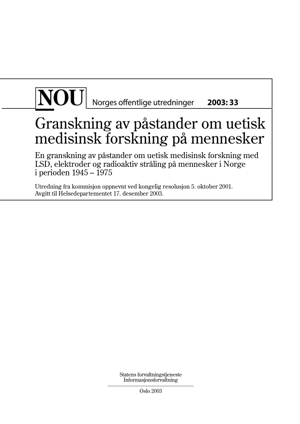 NOU Norges offentlige utredninger 2003: 33
Granskning av påstander om uetisk
medisinsk forskning på mennesker
En granskning av påstander om uetisk medisinsk forskning med
LSD, elektroder og radioaktiv stråling på mennesker i Norge
i perioden 1945 – 1975
Utredning fra kommisjon oppnevnt ved kongelig resolusjon 5. oktober 2001.
Avgitt til Helsedepartementet 17. desember 2003.
Statens forvaltningstjeneste
Informasjonsforvaltning
Oslo 2003